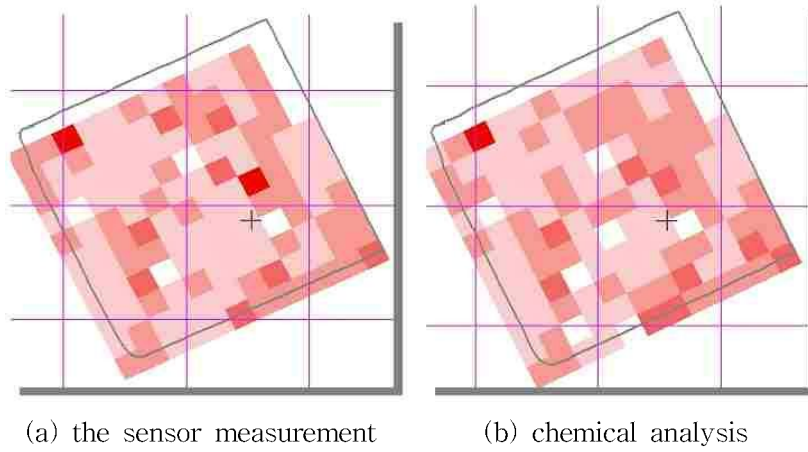 (a) the sensor measurement
(b) chemical analysis